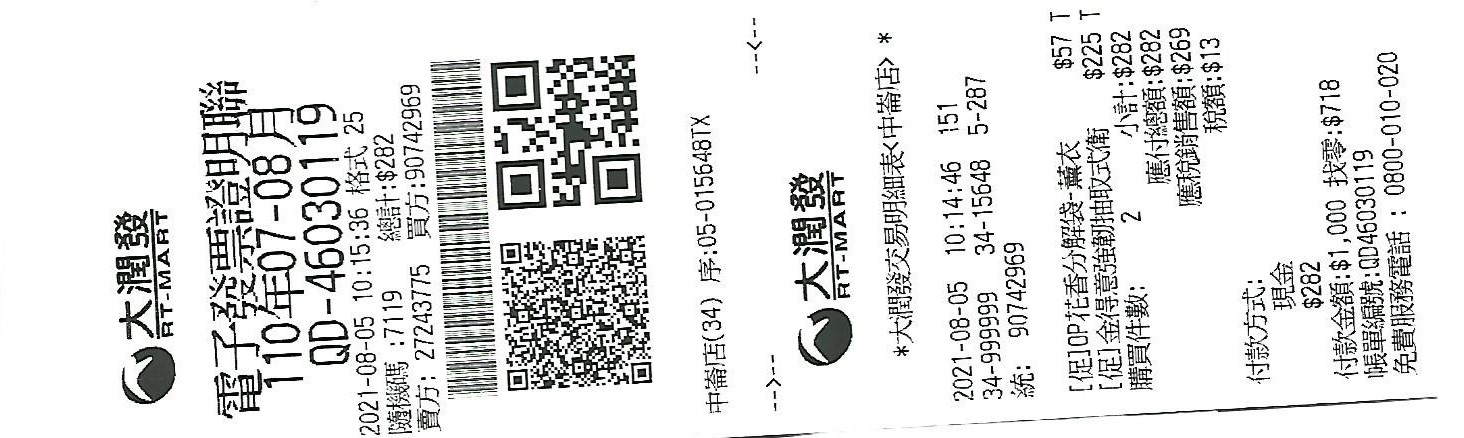 大潤發
RT-MART
電子發票證明聯
110年07-08月
QD-46030119
2021-08-05 10:15:36 格式 25
隨機碼 :7119 總計:$282
賣方: 27243775 買方:90742969
中崙店(34) 序:05-015648TX
-->-- --<--
大潤發
RT-MART
*大潤發交易明細表<中崙店> *
2021-08-05 10:14:46 151
34-999999 34-15648 5-287
統: 90742969
[促]OP花香分解袋-薰衣 $57 T
[促]金得意強韌抽取式衛 $225 T
購買件數: 2 小計:$282
應付總額:$282
應稅銷售額:$269
稅額:$13
付款方式:
現金
$282
付款金額:$1,000 找零:$718
帳單編號:QD46030119
免費服務電話 : 0800-010-020